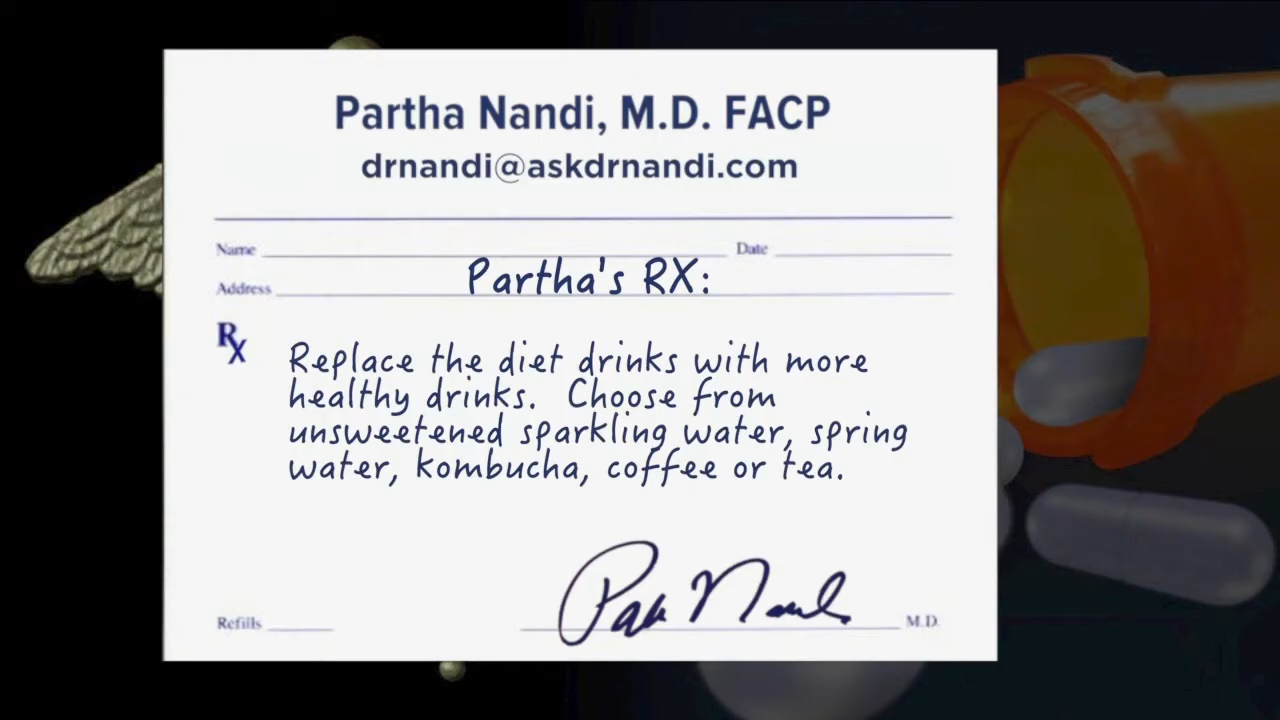 Partha Nandi, M.D. FACP
drnandi@askdrnandi.com
Name Date
Partha's RX:
Address
Rx
Replace the diet drinks with more
healthy drinks. Choose from
unsweetened sparkling water, spring
water, kombucha, coffee or tea.
Refills M.D.